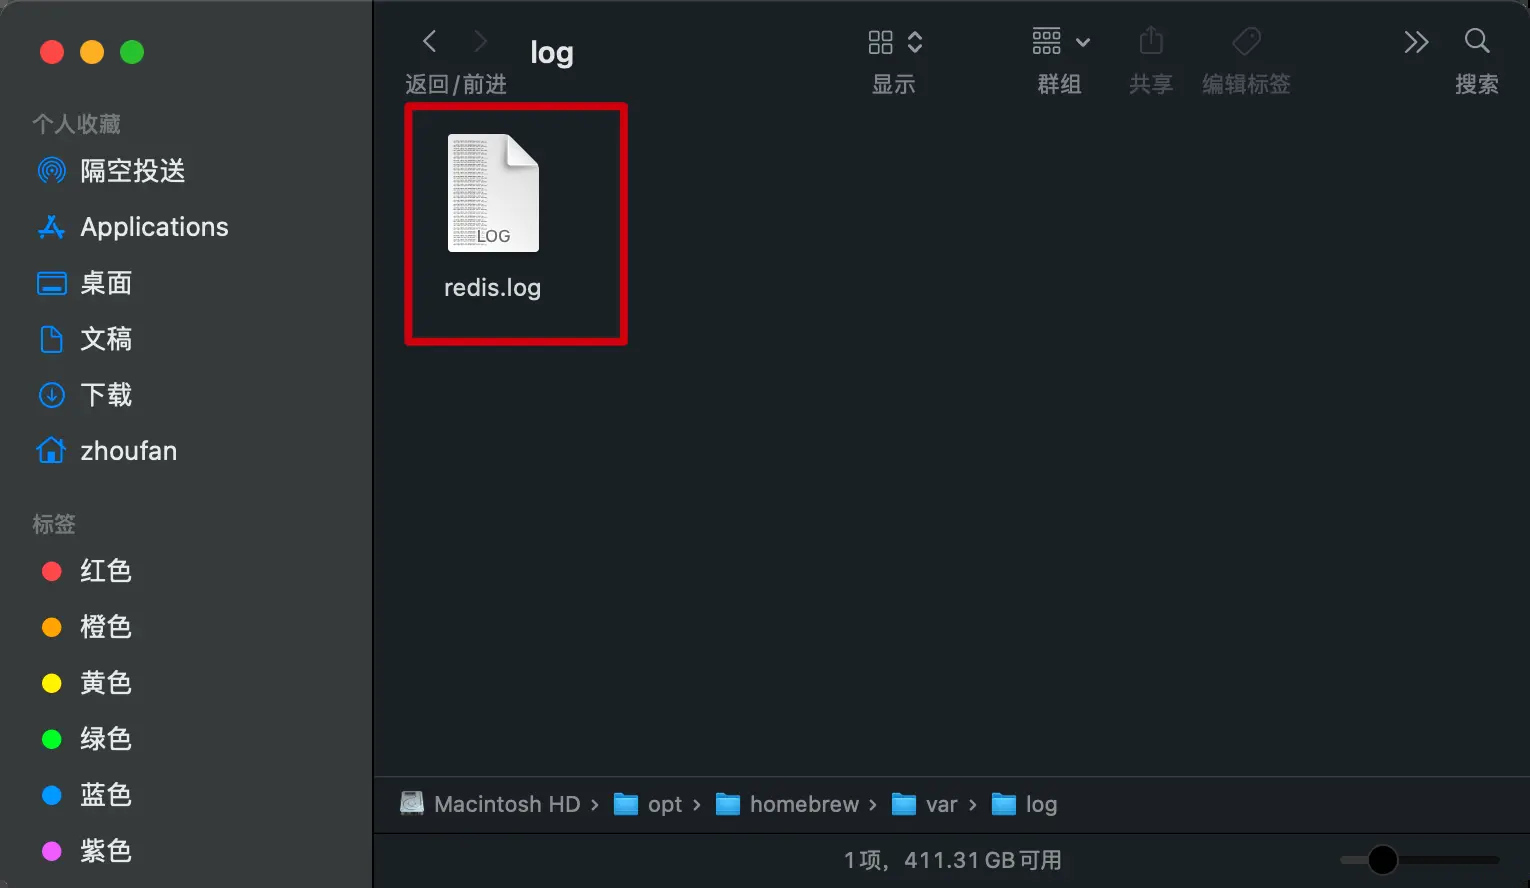 个人收藏
隔空投送
Applications
桌面
文稿
下载
zhoufan
标签
红色
橙色
黄色
绿色
蓝色
紫色
log
返回/前进
显示
群组
共享
编辑标签
搜索
LOG
redis.log
Macintosh HD › opt › homebrew › var › log
1项，411.31 GB可用